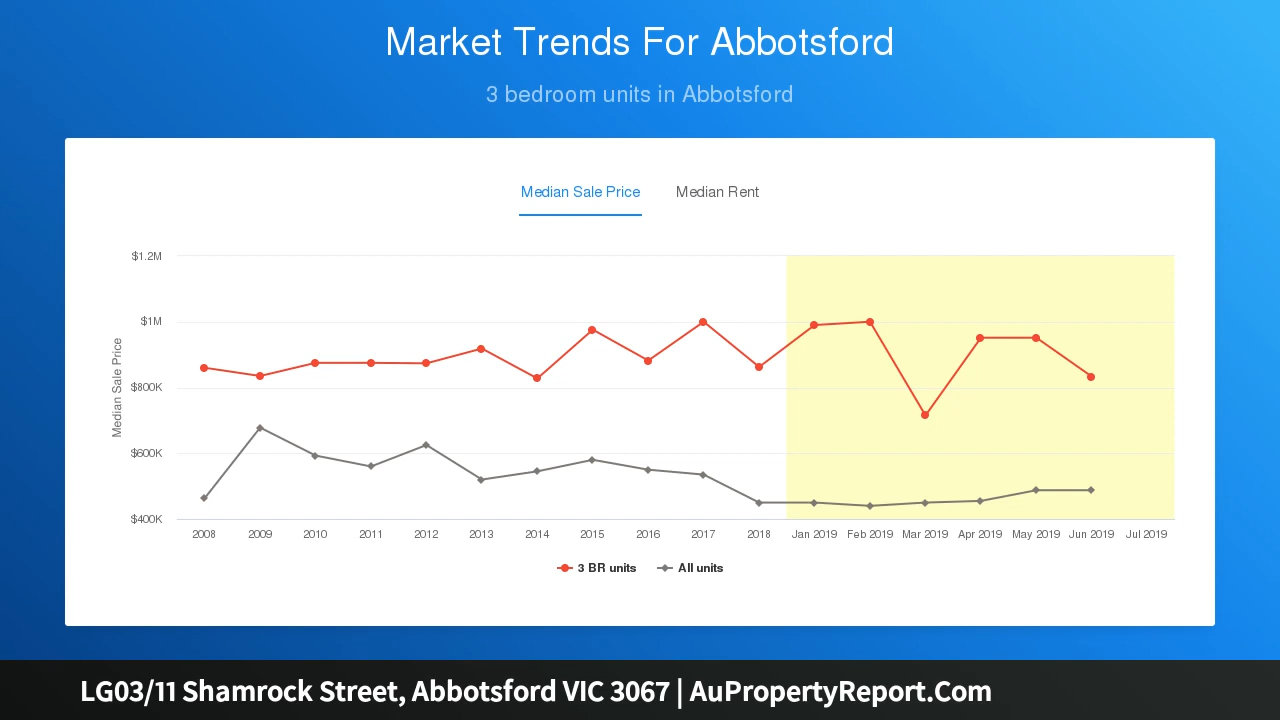 Market Trends For Abbotsford
3 bedroom units in Abbotsford
Median Sale Price Median Rent
$1.2M
$1M
$800K
$600K
$400K
Median Sale Price
2008 2009 2010 2011 2012 2013 2014 2015 2016 2017 2018 Jan 2019 Feb 2019 Mar 2019 Apr 2019 May 2019 Jun 2019 Jul 2019
3 BR units All units
LG03/11 Shamrock Street, Abbotsford VIC 3067 | AuPropertyReport.Com